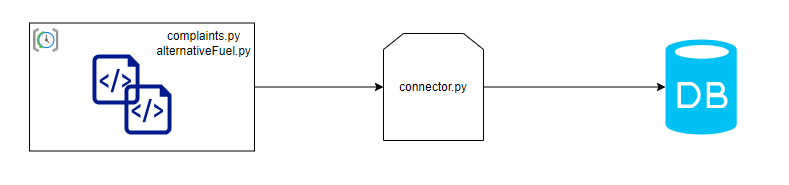 complaints.py
alternativeFuel.py
</>
</>
connector.py
DB